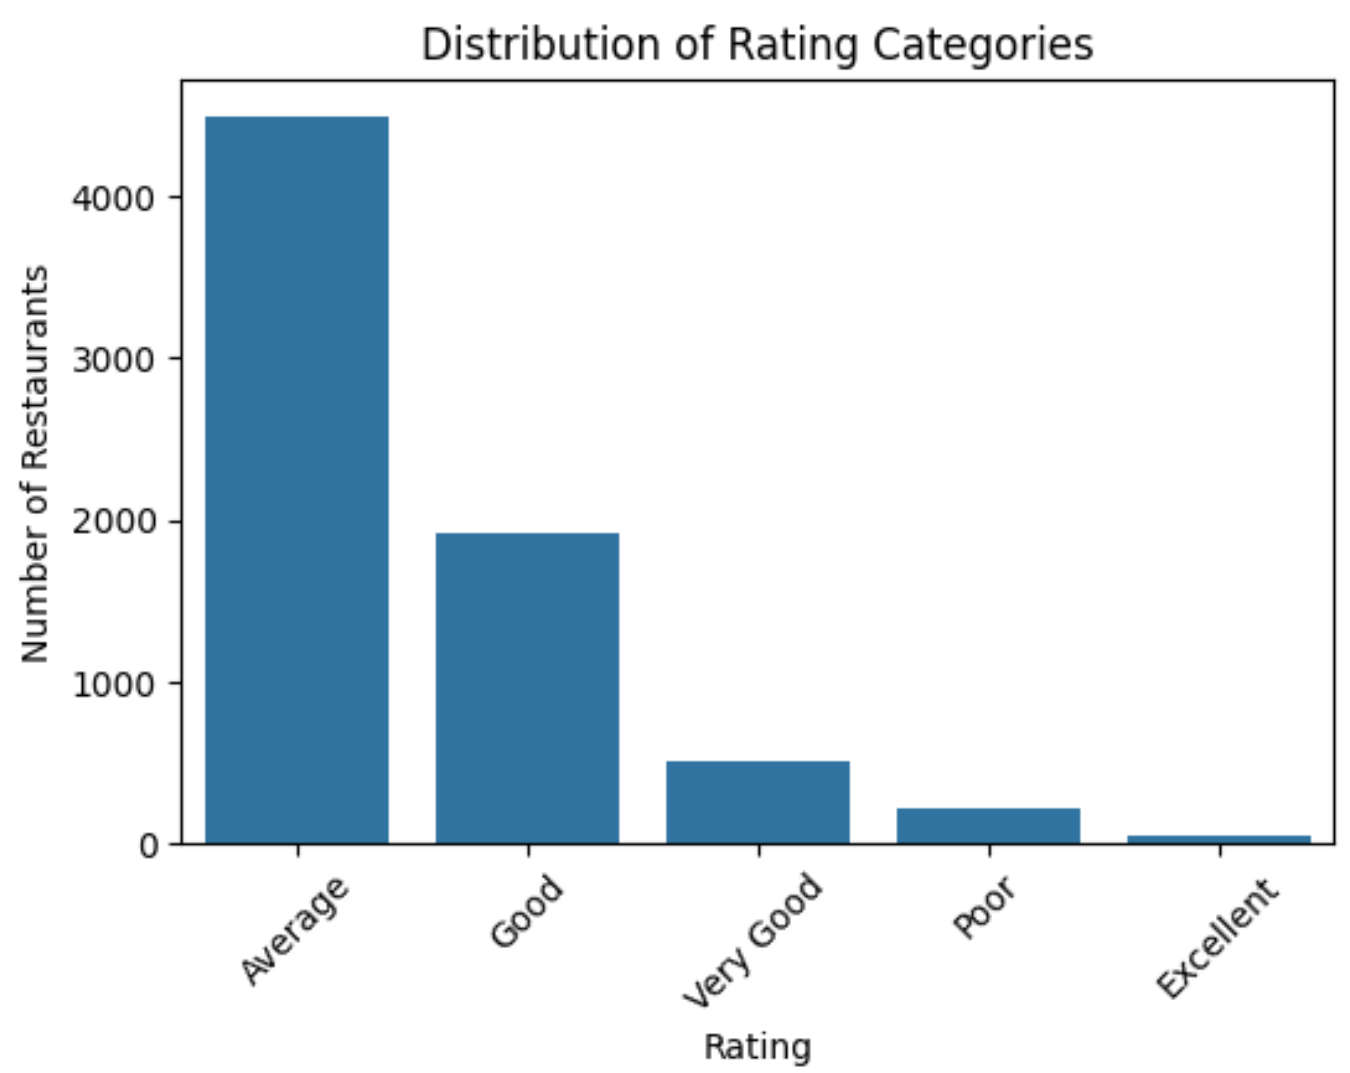 Distribution of Rating Categories
Number of Restaurants
4000
3000
2000
1000
0
Average
Good
Very Good
Poor
Excellent
Rating